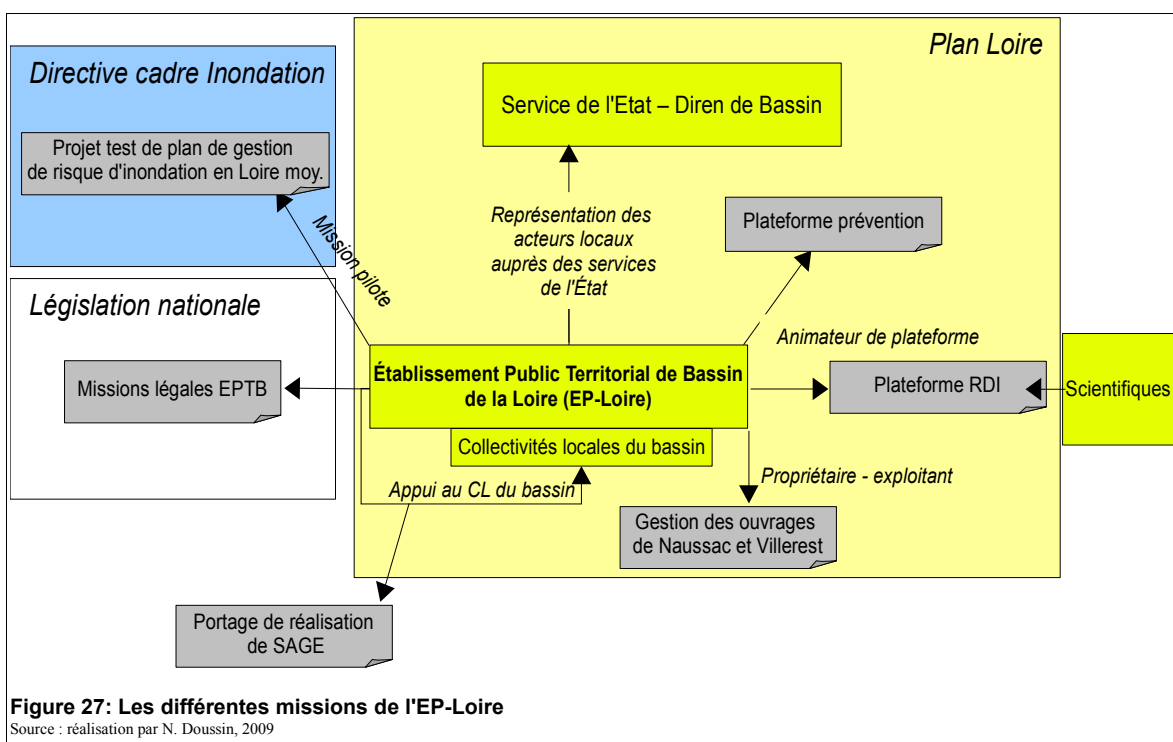 Plan Loire
Directive cadre Inondation
Service de l'Etat – Diren de Bassin
Projet test de plan de gestion
de risque d'inondation en Loire moy.
Mission pilote
Représentation des
acteurs locaux
auprès des services
de l'État
Plateforme prévention
Législation nationale
Animateur de plateforme
Missions légales EPTB
Établissement Public Territorial de Bassin
de la Loire (EP-Loire)
Plateforme RDI
Scientifiques
Collectivités locales du bassin
Appui au CL du bassin
Propriétaire - exploitant
Gestion des ouvrages
de Naussac et Villerest
Portage de réalisation
de SAGE
Figure 27: Les différentes missions de l'EP-Loire
Source : réalisation par N. Doussin, 2009